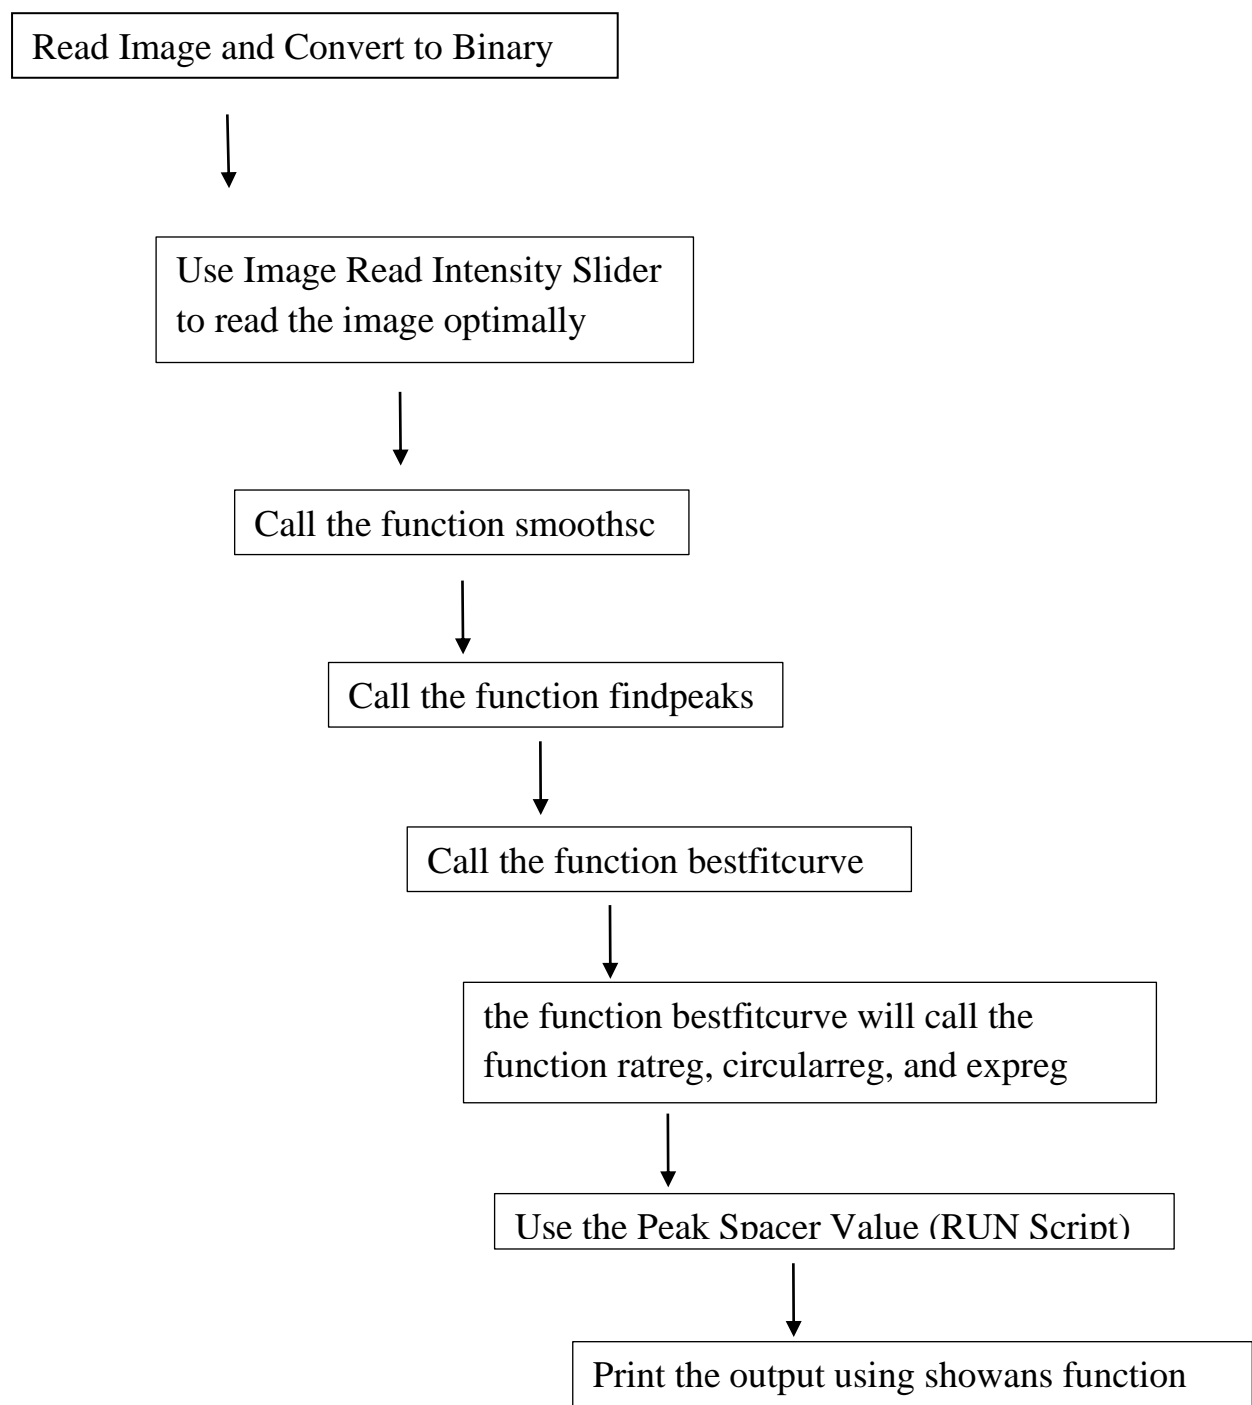 Read Image and Convert to Binary
Use Image Read Intensity Slider
to read the image optimally
Call the function smoothsc
Call the function findpeaks
Call the function bestfitcurve
the function bestfitcurve will call the
function ratreg, circularreg, and expreg
Use the Peak Spacer Value (RUN Script)
Print the output using showans function